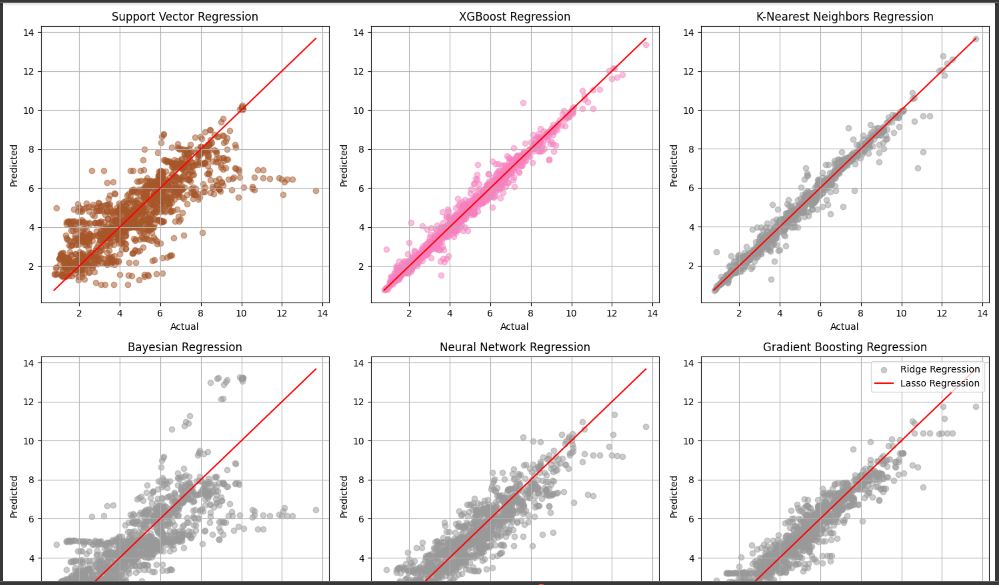 Support Vector Regression
XGBoost Regression
K-Nearest Neighbors Regression
14
12
10
8
6
4
2
Predicted
2 4 6 8 10 12 14
Actual
14
12
10
8
6
4
2
Predicted
2 4 6 8 10 12 14
Actual
14
12
10
8
6
4
2
Predicted
2 4 6 8 10 12 14
Actual
Bayesian Regression
Neural Network Regression
Gradient Boosting Regression
14
12
10
8
6
4
Predicted
14
12
10
8
6
4
Predicted
14
12
10
8
6
4
Predicted
Ridge Regression
Lasso Regression